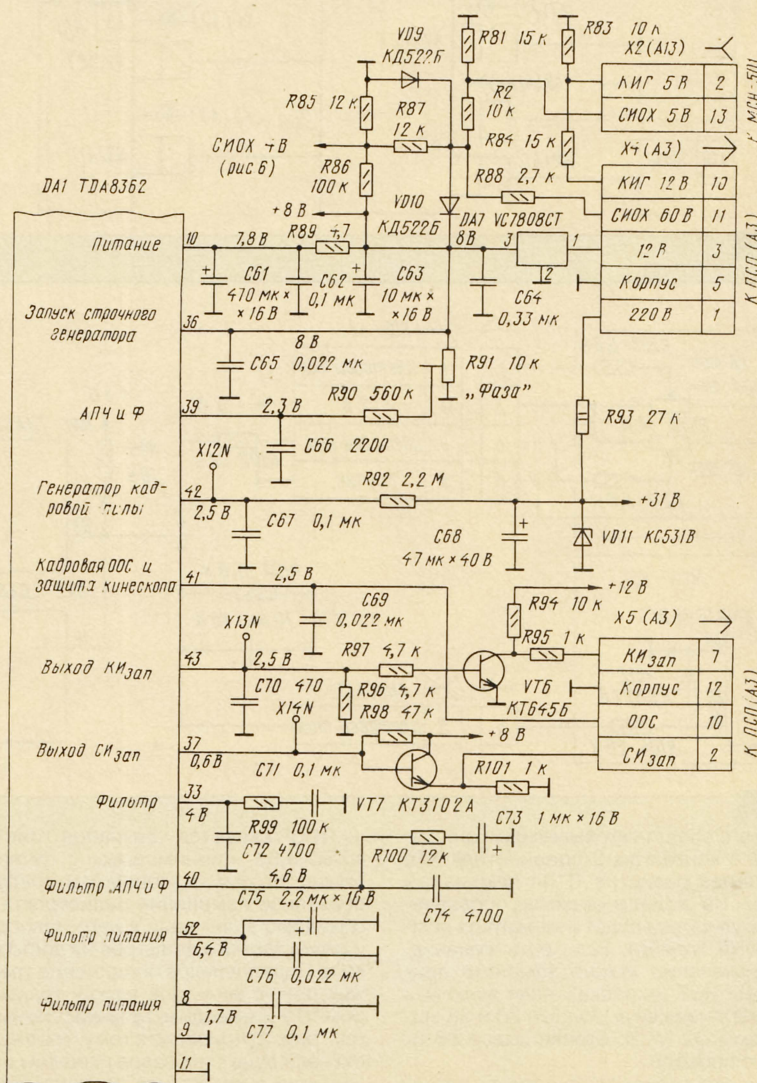 VD9
КД522Б
R81 15 к
R83 10 к
X2(A13)
КИГ 5 В 2
СИОХ 5 В 13
К МСН-501
R85 12 к
R87
12 к
R2
10 к
R84 15 к
X4(A3)
СИОХ 4В
(рис 6)
R86
100 к
R88 2,7 к
КИГ 12 В 10
СИОХ 60 В 11
12 В 3
Корпус 5
220 В 1
К ПСП (A3)
DA1 TDA8362
+8 В
VD10
КД522Б
DA7 VC7808CT
Питание
10
7,8 В
R89 4,7
8 В
3
1
2
C61
470 мк ×
× 16 В
C62
0,1 мк
C63
10 мк ×
× 16 В
C64
0,33 мк
Запуск строчного
генератора
36
8 В
C65 0,022 мк
R91 10 к
„Фаза"
АПЧ и Ф
39
2,3 В
R90 560 к
C66 2200
R93 27 к
X12N
Генератор кад-
ровой пилы
42
2,5 В
R92 2,2 М
C67 0,1 мк
C68
47 мк × 40 В
+31 В
VD11 КС531В
Кадровая ООС и
защита кинескопа
41
2,5 В
C69
0,022 мк
+12 В
R94 10 к
X5 (A3)
R95 1 к
X13N
Выход КИзап
43
2,5 В
R97 4,7 к
C70 470
R96 4,7 к
VT6
КТ645Б
КИзап 7
Корпус 12
ООС 10
СИзап 2
К ПСП(A3)
X14N
R98 47 к
Выход СИзап
37
0,6 В
C71 0,1 мк
+8 В
R101 1 к
Фильтр
33
4 В
R99 100 к
VT7 КТ3102А
C72 4700
C73 1 мк × 16 В
R100 12к
Фильтр АПЧ и Ф
40
4,6 В
C75 2,2 мк × 16 В
C74 4700
Фильтр питания
52
6,4 В
C76 0,022 мк
Фильтр питания
8
1,7 В
C77 0,1 мк
9
11